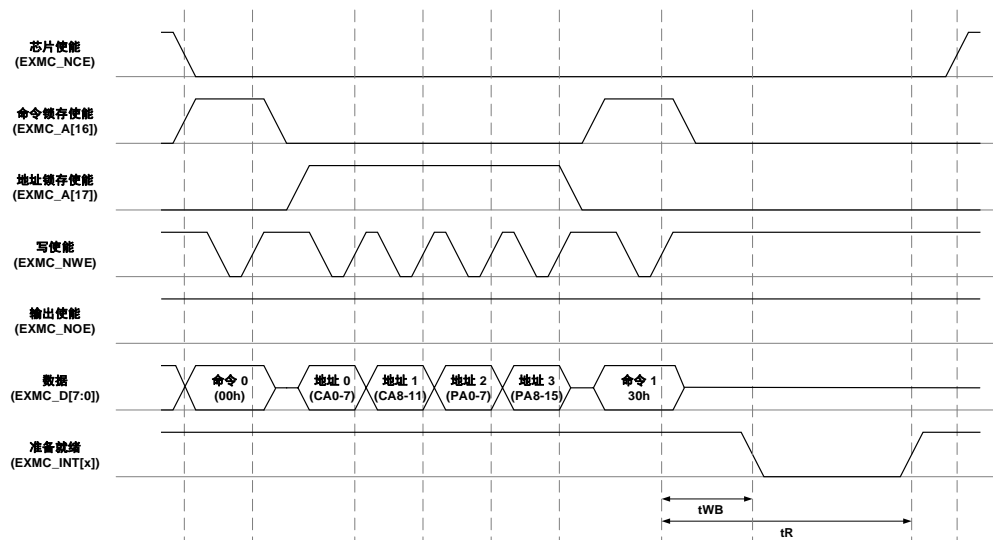 芯片使能
(EXMC_NCE)
命令锁存使能
(EXMC_A[16])
地址锁存使能
(EXMC_A[17])
写使能
(EXMC_NWE)
输出使能
(EXMC_NOE)
数据
(EXMC_D[7:0])
命令 0
(00h)
地址 0
(CA0-7)
地址 1
(CA8-11)
地址 2
(PA0-7)
地址 3
(PA8-15)
命令 1
30h
准备就绪
(EXMC_INT[x])
tWB
tR